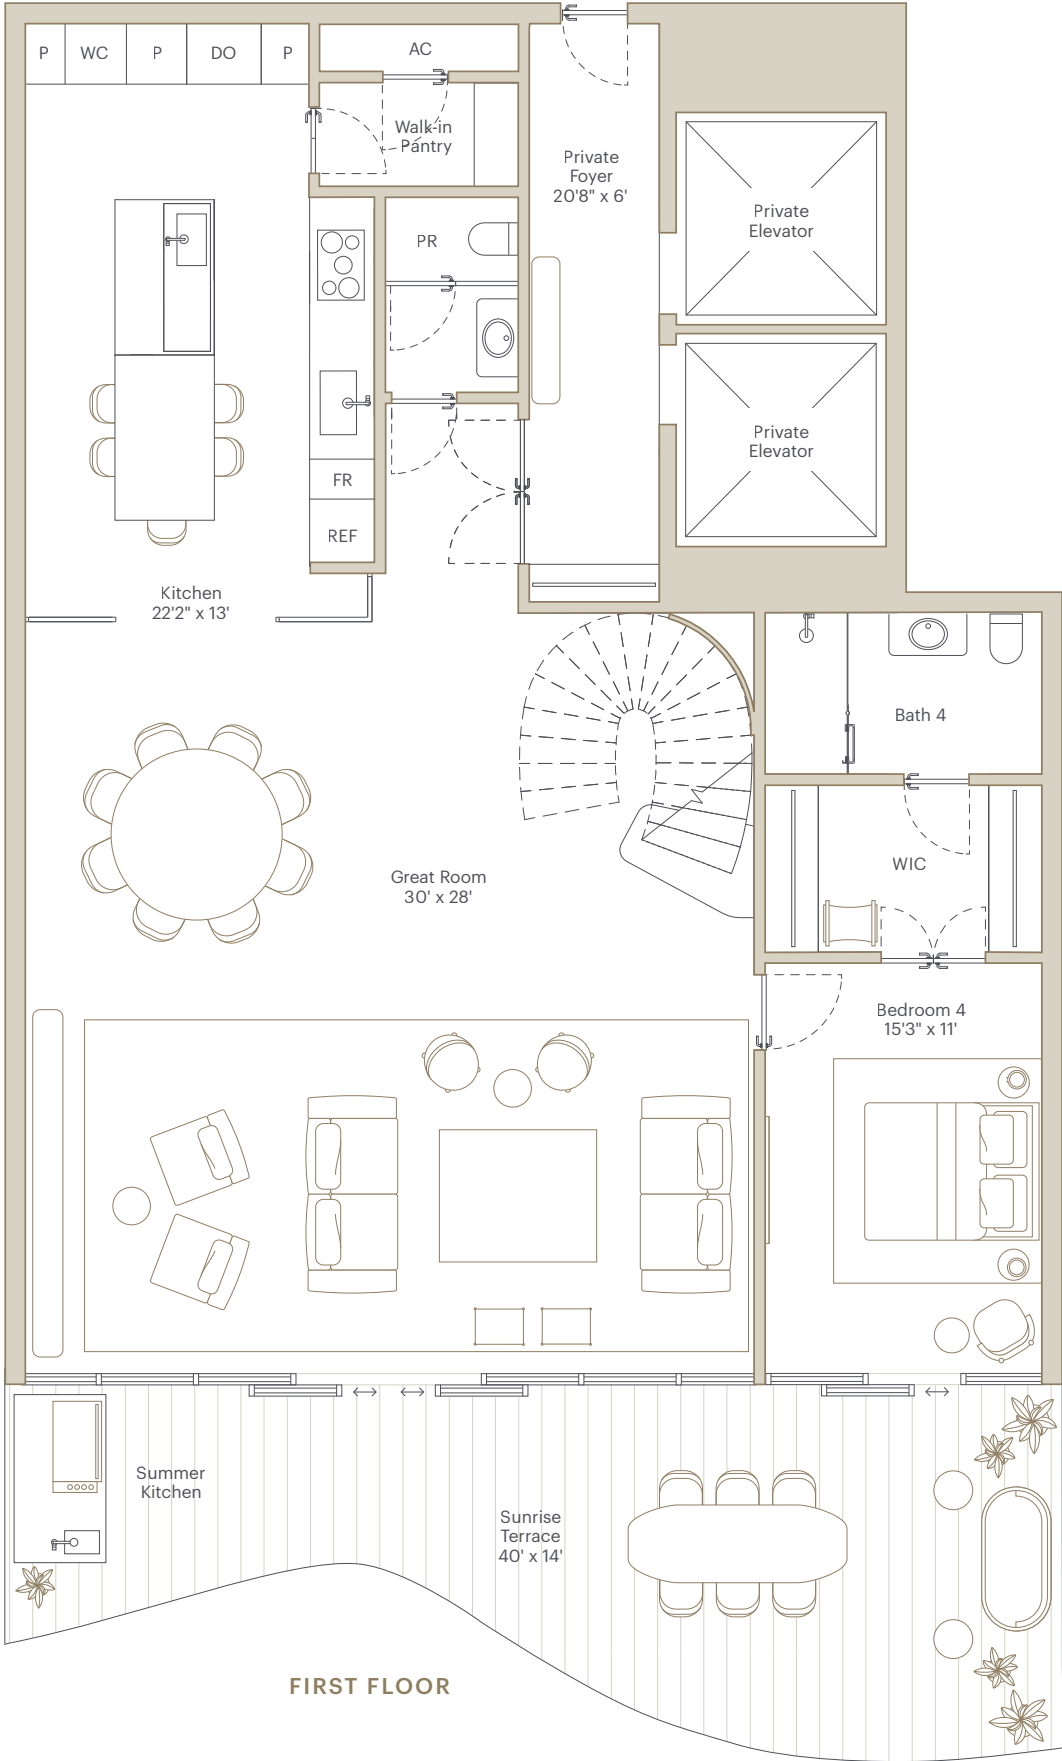 P
WC
P
DO
P
AC
Walk-in
Pantry
Private
Foyer
20'8" x 6'
Private
Elevator
PR
Private
Elevator
FR
REF
Kitchen
22'2" x 13'
Bath 4
WIC
Great Room
30' x 28'
Bedroom 4
15'3" x 11'
Summer
Kitchen
Sunrise
Terrace
40' x 14'
FIRST FLOOR